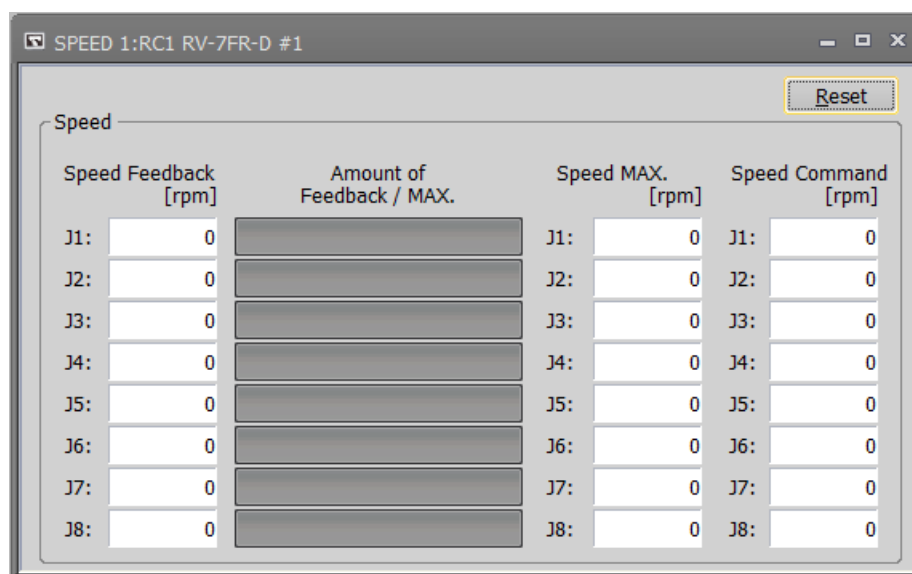 SPEED 1:RC1 RV-7FR-D #1
Reset
Speed
Speed Feedback Amount of Speed MAX. Speed Command
[rpm] Feedback / MAX. [rpm] [rpm]
J1: 0 J1: 0 J1: 0
J2: 0 J2: 0 J2: 0
J3: 0 J3: 0 J3: 0
J4: 0 J4: 0 J4: 0
J5: 0 J5: 0 J5: 0
J6: 0 J6: 0 J6: 0
J7: 0 J7: 0 J7: 0
J8: 0 J8: 0 J8: 0